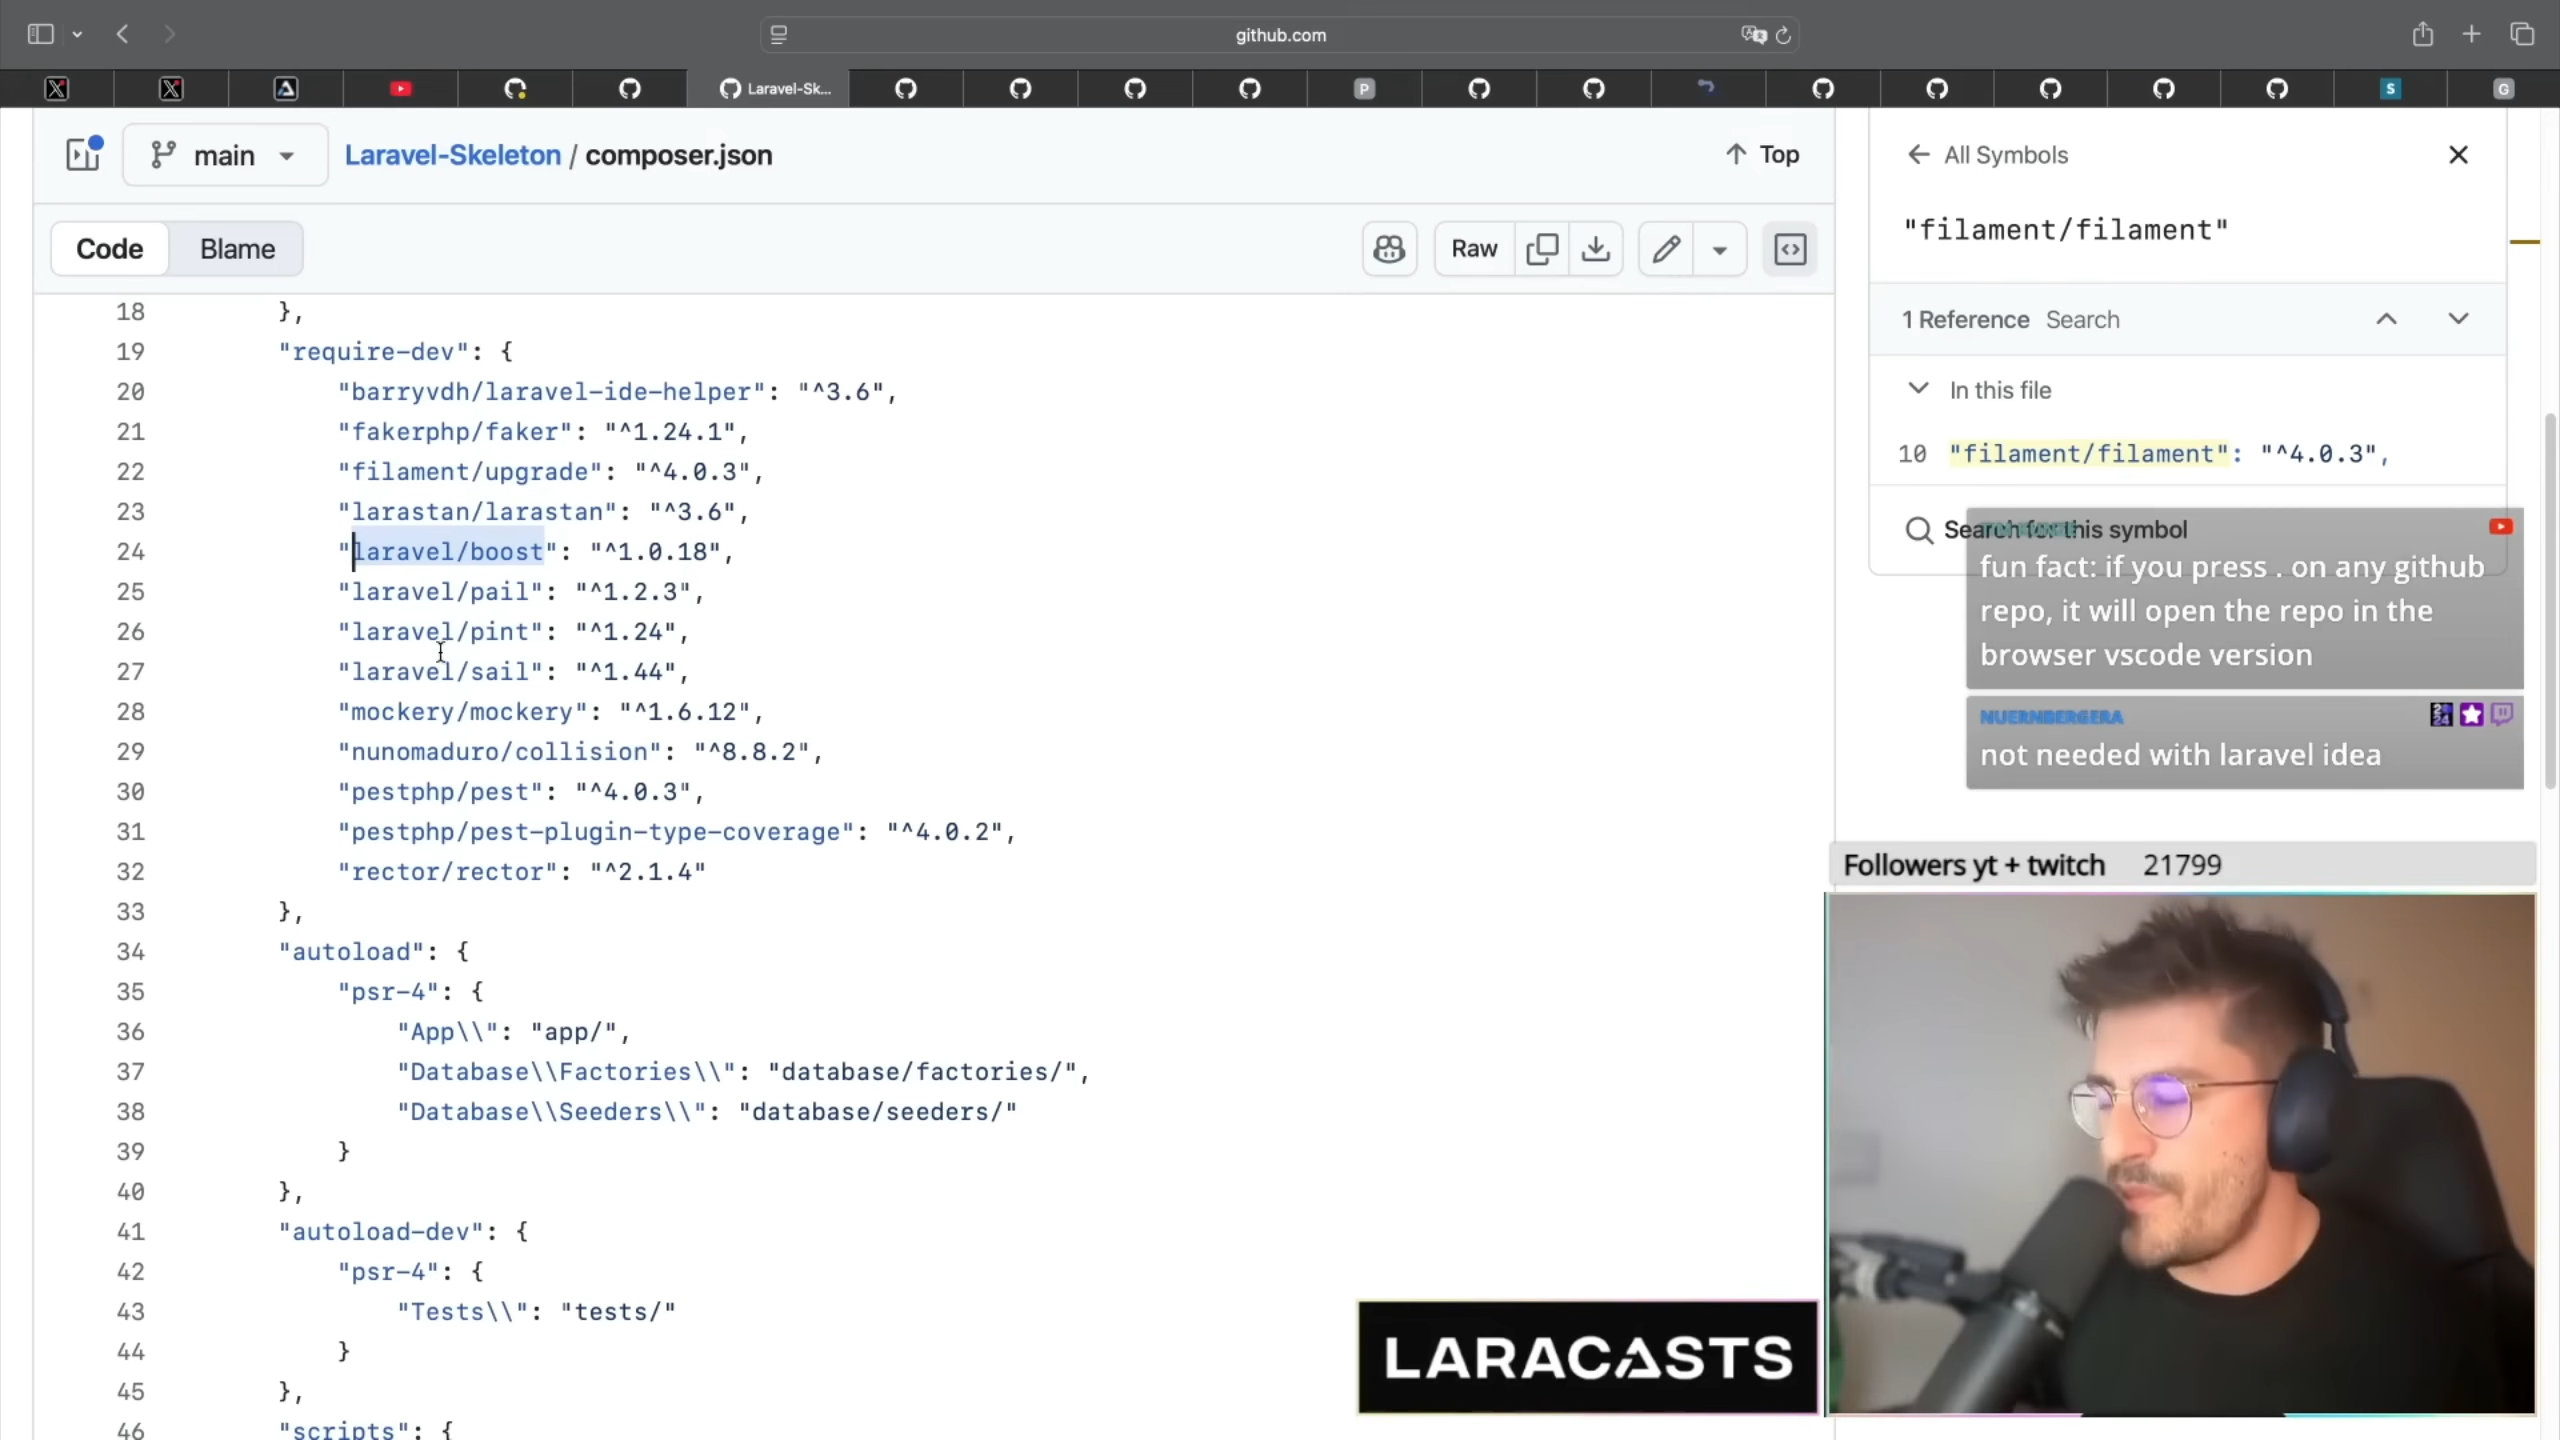 github.com
Laravel-Sk...
P
S
G
main
Laravel-Skeleton / composer.json
Top
Code
Blame
Raw
18 },
19 "require-dev": {
20 "barryvdh/laravel-ide-helper": "^3.6",
21 "fakerphp/faker": "^1.24.1",
22 "filament/upgrade": "^4.0.3",
23 "larastan/larastan": "^3.6",
24 "laravel/boost": "^1.0.18",
25 "laravel/pail": "^1.2.3",
26 "laravel/pint": "^1.24",
27 "laravel/sail": "^1.44",
28 "mockery/mockery": "^1.6.12",
29 "nunomaduro/collision": "^8.8.2",
30 "pestphp/pest": "^4.0.3",
31 "pestphp/pest-plugin-type-coverage": "^4.0.2",
32 "rector/rector": "^2.1.4"
33 },
34 "autoload": {
35 "psr-4": {
36 "App\\": "app/",
37 "Database\\Factories\\": "database/factories/",
38 "Database\\Seeders\\": "database/seeders/"
39 }
40 },
41 "autoload-dev": {
42 "psr-4": {
43 "Tests\\": "tests/"
44 }
45 },
46 "scripts": {
All Symbols
"filament/filament"
1 Reference Search
In this file
10 "filament/filament": "^4.0.3",
Search for this symbol
fun fact: if you press . on any github
repo, it will open the repo in the
browser vscode version
NUERNBERGERA
not needed with laravel idea
Followers yt + twitch 21799
LARACASTS